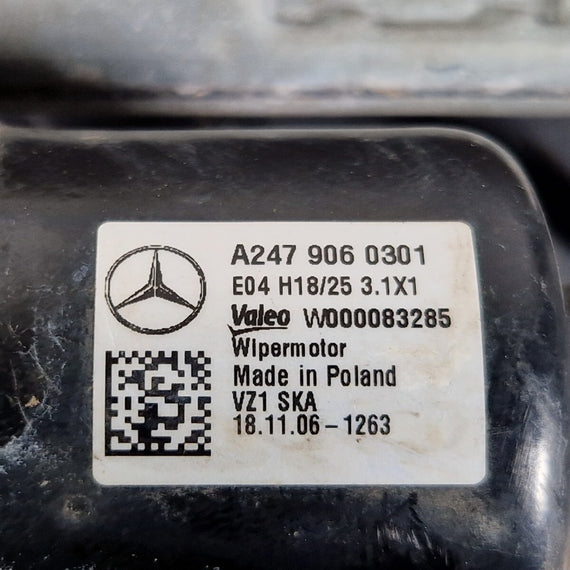 A247 906 0301
E04 H18/25 3.1X1
Valeo W000083285
Wipermotor
Made in Poland
VZ1 SKA
18.11.06-1263